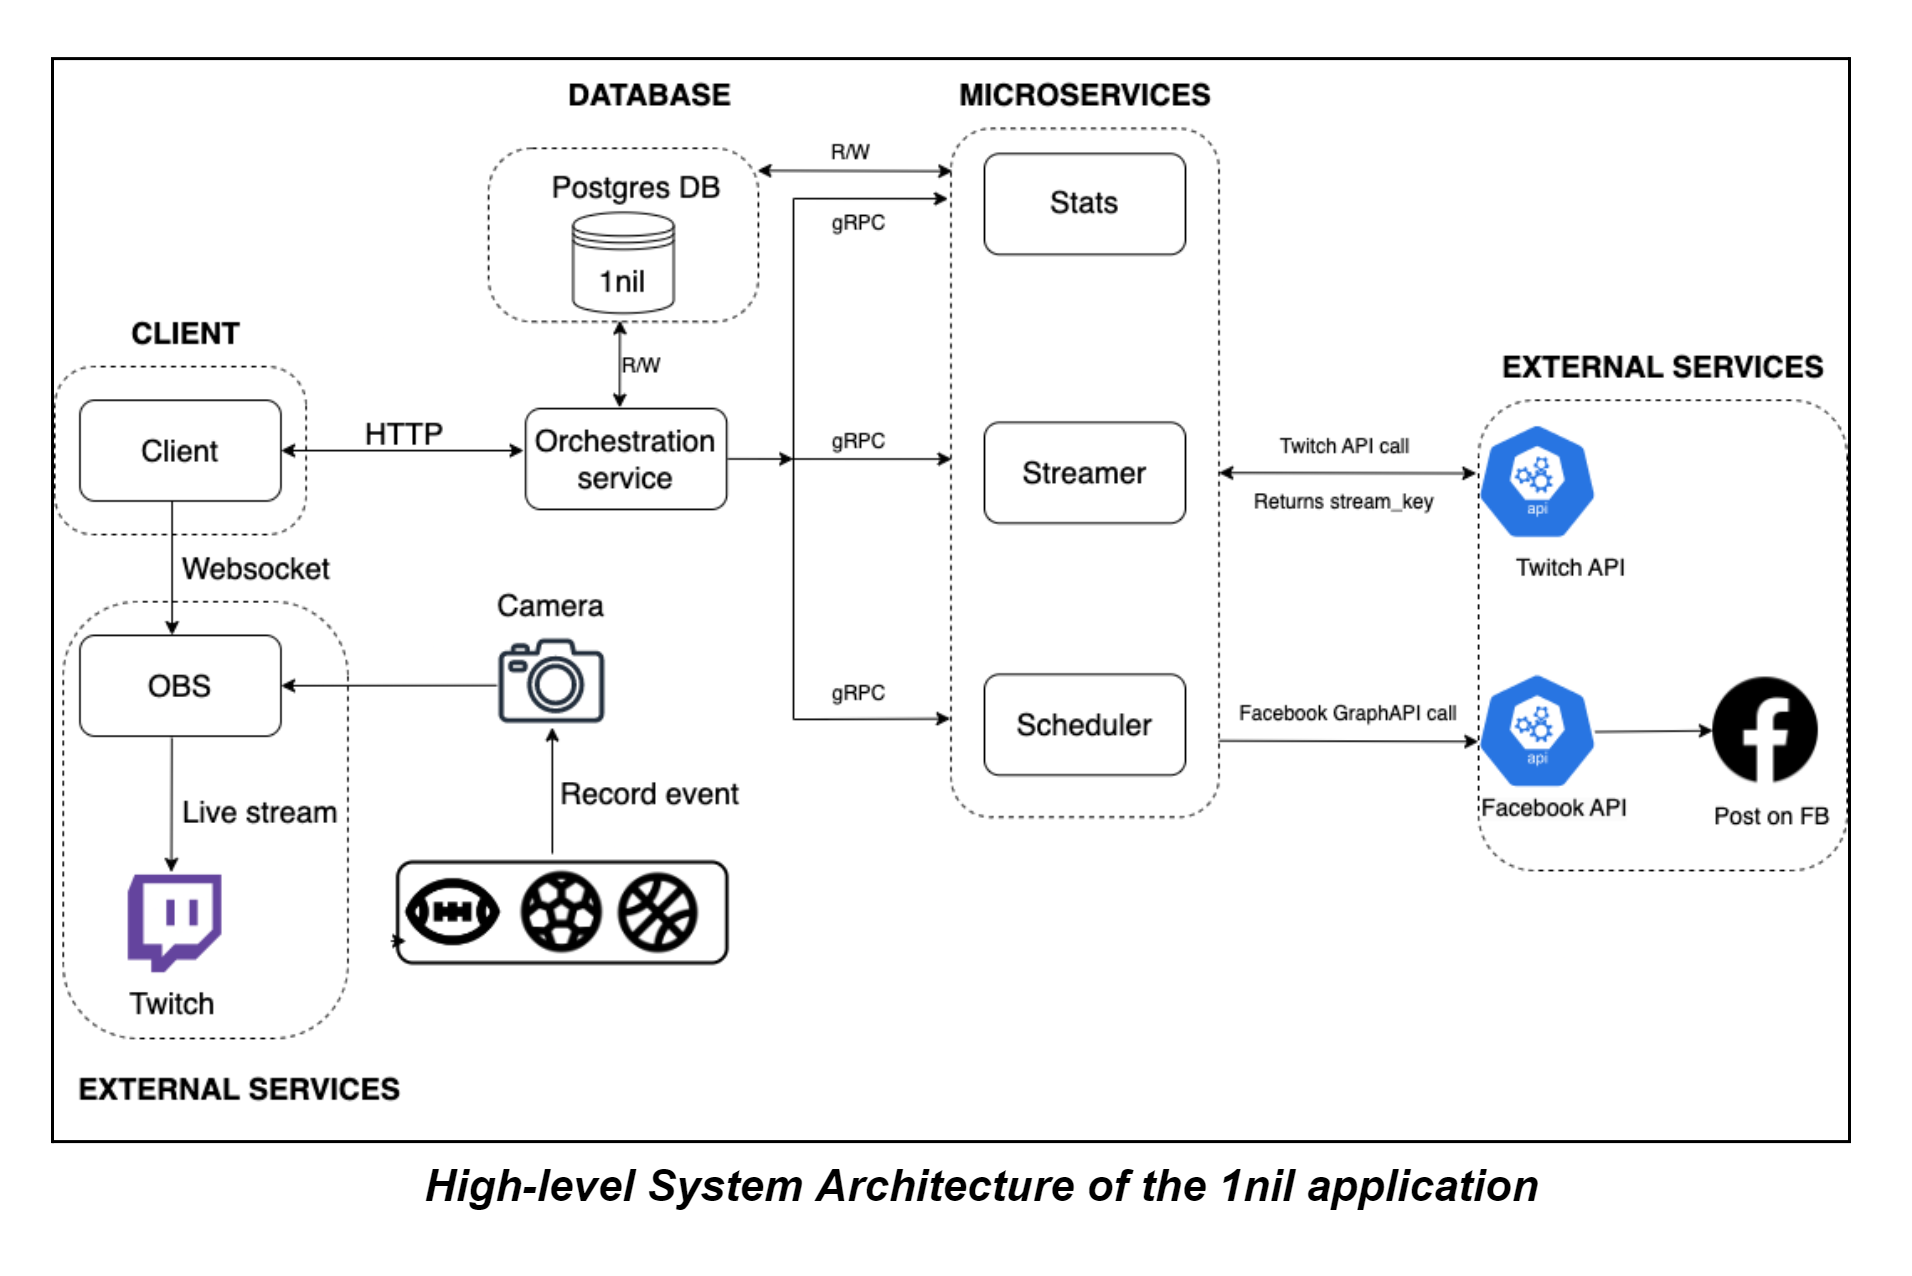 DATABASE
MICROSERVICES
Postgres DB
1nil
R/W
gRPC
Stats
CLIENT
Client
HTTP
R/W
Orchestration
service
gRPC
Streamer
Twitch API call
Returns stream_key
EXTERNAL SERVICES
api
Twitch API
Websocket
OBS
Camera
Record event
Live stream
Twitch
EXTERNAL SERVICES
gRPC
Scheduler
Facebook GraphAPI call
api
Facebook API
Post on FB
High-level System Architecture of the 1nil application